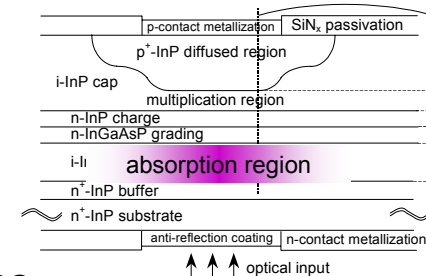 p-contact metallization
SiNₓ passivation
p⁺-InP diffused region
i-InP cap
multiplication region
n-InP charge
n-InGaAsP grading
absorption region
n⁺-InP buffer
n⁺-InP substrate
anti-reflection coating
n-contact metallization
optical input